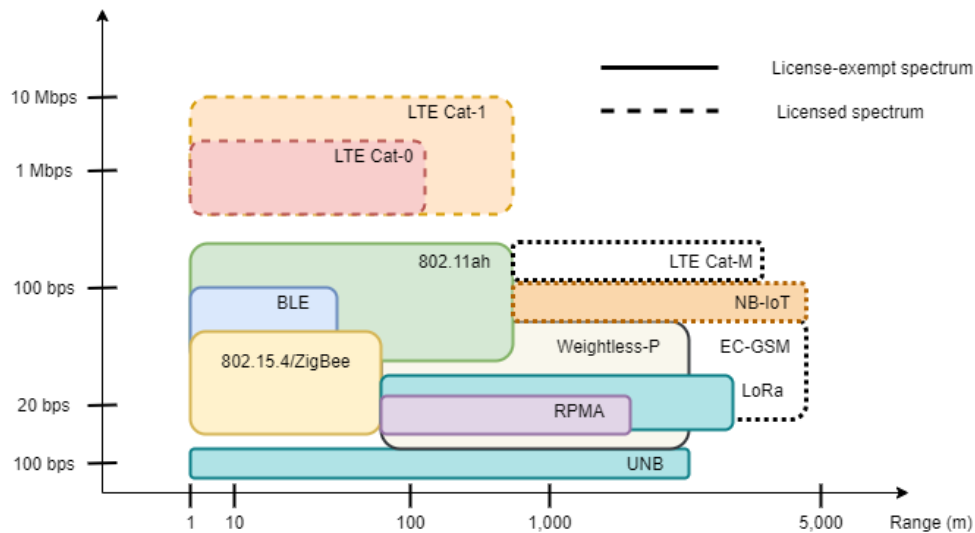 License-exempt spectrum
10 Mbps
LTE Cat-1
Licensed spectrum
LTE Cat-0
1 Mbps
802.11ah
LTE Cat-M
100 bps
BLE
NB-IoT
802.15.4/ZigBee
Weightless-P
EC-GSM
LoRa
20 bps
RPMA
100 bps
UNB
1
10
100
1,000
5,000
Range (m)